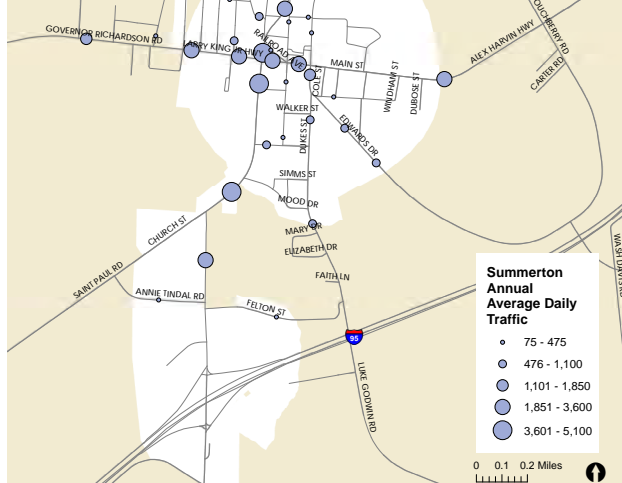 GOVERNOR RICHARDSON RD
LARRY KING JR HWY
RAILROAD AVE
MAIN ST
ALEX HARVIN HWY
CARTER RD
COLE ST
WINDHAM ST
DUBOSE ST
WALKER ST
DUKES ST
EDWARDS DR
SIMMS ST
MOOD DR
CHURCH ST
MARY DR
ELIZABETH DR
SAINT PAUL RD
FAITH LN
ANNIE TINDAL RD
FELTON ST
95
LUKE GODWIN RD
Summerton
Annual
Average Daily
Traffic
75 - 475
476 - 1,100
1,101 - 1,850
1,851 - 3,600
3,601 - 5,100
0 0.1 0.2 Miles